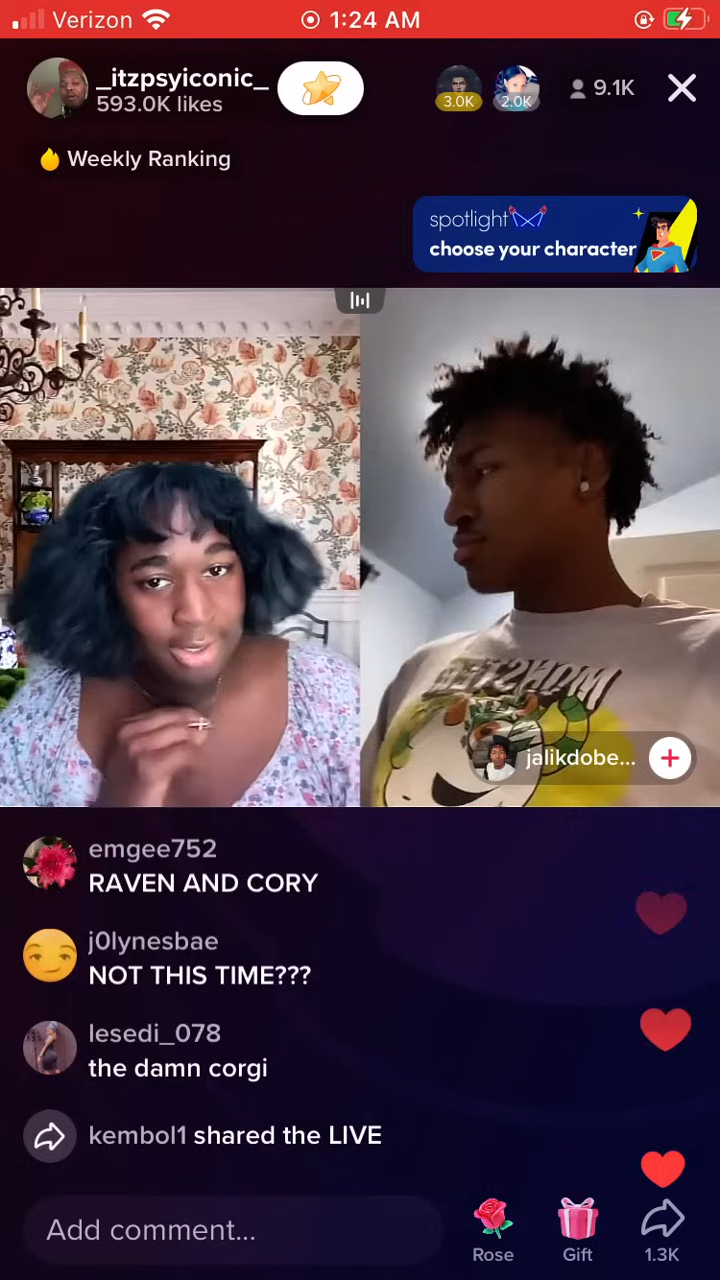 Verizon 1:24 AM
_itzpsyiconic_
593.0K likes
3.0K 2.0K 9.1K
Weekly Ranking
spotlight
choose your character
jalikdobe...
emgee752
RAVEN AND CORY
j0lynesbae
NOT THIS TIME???
lesedi_078
the damn corgi
kembol1 shared the LIVE
Add comment...
Rose Gift 1.3K